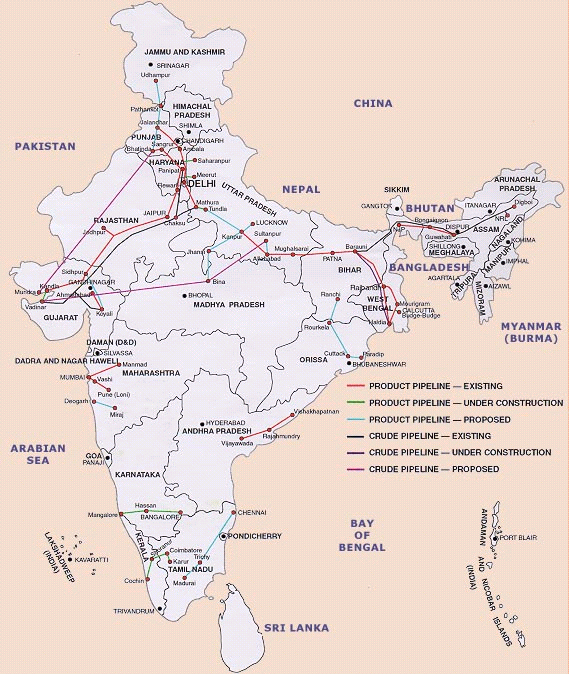 JAMMU AND KASHMIR
SRINAGAR
Udhampur
CHINA
Pathankot
HIMACHAL
PRADESH
Jalandhar
SHIMLA
PUNJAB
CHANDIGARH
PAKISTAN
Sangrur
Bhatinda
Ambala
HARYANA
Saharanpur
Panipat
Meerut
DELHI
Rewari
UTTAR PRADESH
NEPAL
SIKKIM
ARUNACHAL
PRADESH
Mathura
Tundla
GANGTOK
BHUTAN
ITANAGAR
Digboi
JAIPUR
RAJASTHAN
Chaksu
LUCKNOW
Bongaigaon
NRL
Jodhpur
Kanpur
Sultanpur
NJP
DISPUR
ASSAM
NAGALAND
Guwahati
KOHIMA
Jhansi
Mughalsarai
Barauni
SHILLONG
MEGHALAYA
MANIPUR
Allahabad
PATNA
BIHAR
BANGLADESH
IMPHAL
Sidhpur
GANDHINAGAR
Bina
AGARTALA
TRIPURA
AIZAWL
MIZORAM
Kandla
Mundra
Ahmedabad
BHOPAL
Ranchi
Rajbandh
WEST
BENGAL
Mourigram
CALCUTTA
Budge-Budge
Vadinar
MADHYA PRADESH
Koyali
GUJARAT
Haldia
MYANMAR
(BURMA)
Rourkela
DAMAN (D&D)
SILVASSA
DADRA AND NAGAR HAWELI
Manmad
ORISSA
Cuttack
Paradip
BHUBANESHWAR
MUMBAI
Vashi
MAHARASHTRA
Pune (Loni)
PRODUCT PIPELINE — EXISTING
Deogarh
PRODUCT PIPELINE — UNDER CONSTRUCTION
Miraj
Vishakhapatnan
PRODUCT PIPELINE — PROPOSED
HYDERABAD
ANDHRA PRADESH
Rajahmundry
CRUDE PIPELINE — EXISTING
Vijayawada
ARABIAN
SEA
GOA
PANAJI
CRUDE PIPELINE — UNDER CONSTRUCTION
CRUDE PIPELINE — PROPOSED
KARNATAKA
Hassan
Mangalore
BANGALORE
CHENNAI
BAY
OF
BENGAL
ANDAMAN AND NICOBAR ISLANDS
(INDIA)
PORT BLAIR
PONDICHERRY
LAKSHADWEEP
(INDIA)
KAVARATTI
KERALA
Coimbatore
Karur
Trichy
TAMIL NADU
Cochin
Madurai
TRIVANDRUM
SRI LANKA